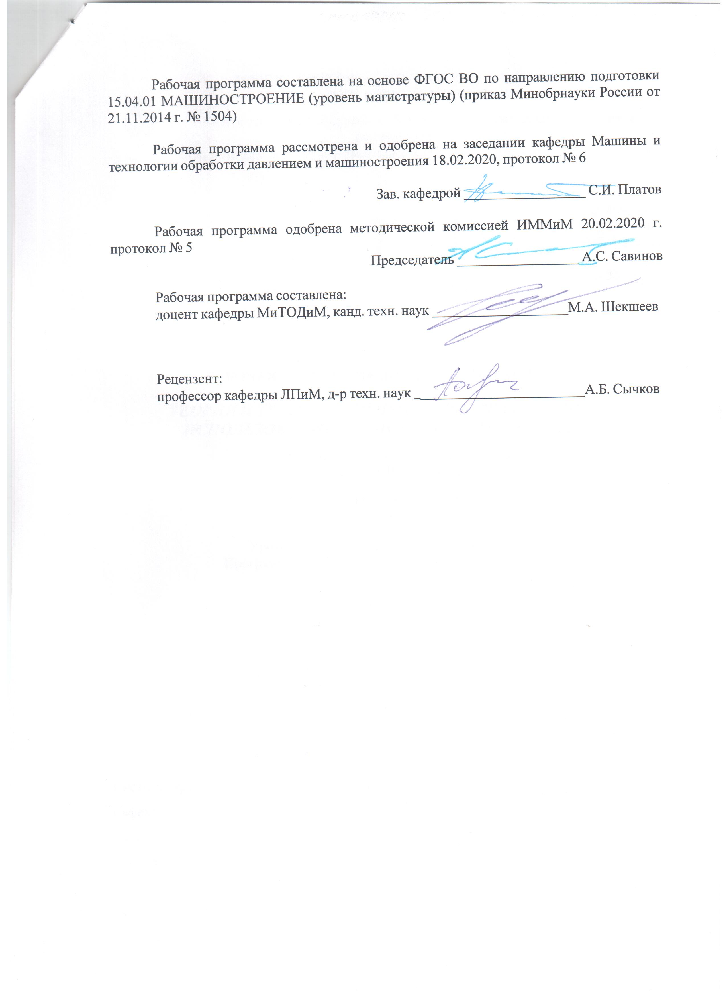 Рабочая программа составлена на основе ФГОС ВО по направлению подготовки
15.04.01 МАШИНОСТРОЕНИЕ (уровень магистратуры) (приказ Минобрнауки России от
21.11.2014 г. № 1504)
Рабочая программа рассмотрена и одобрена на заседании кафедры Машины и
технологии обработки давлением и машиностроения 18.02.2020, протокол № 6
Зав. кафедрой ____________________ С.И. Платов
Рабочая программа одобрена методической комиссией ИММиМ 20.02.2020 г.
протокол № 5
Председатель ____________________ А.С. Савинов
Рабочая программа составлена:
доцент кафедры МиТОДиМ, канд. техн. наук ____________________М.А. Шекшеев
Рецензент:
профессор кафедры ЛПиМ, д-р техн. наук ____________________А.Б. Сычков